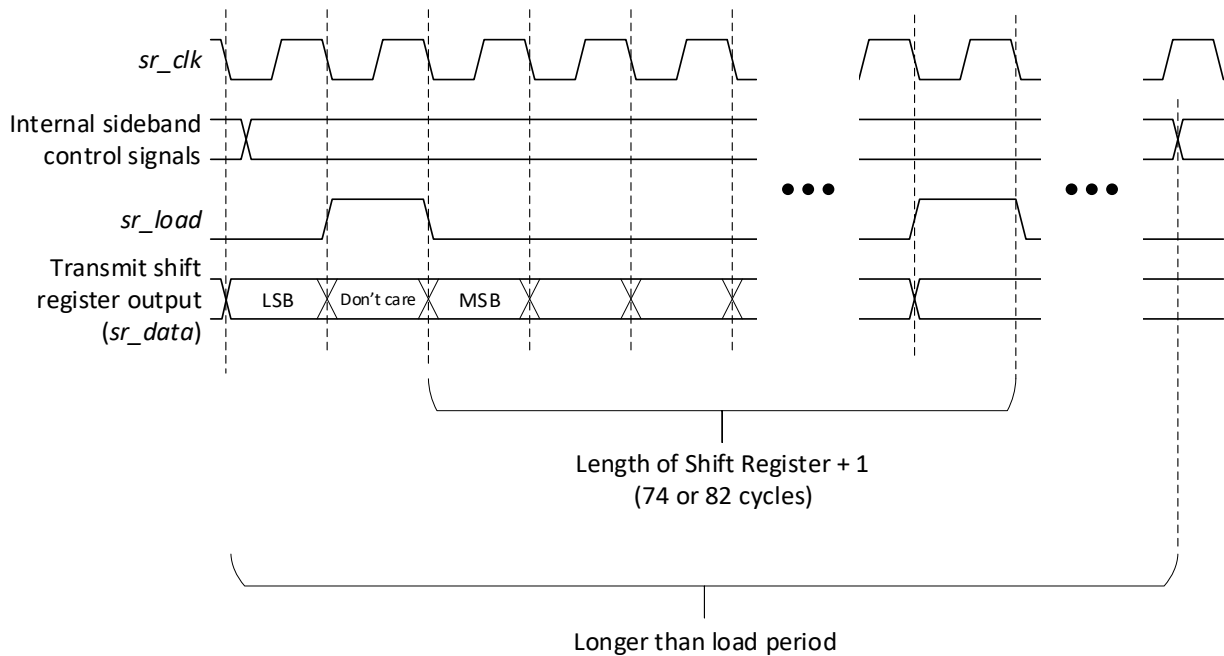 sr_clk
Internal sideband
control signals
sr_load
Transmit shift
register output
(sr_data)
LSB
Don't care
MSB
Length of Shift Register + 1
(74 or 82 cycles)
Longer than load period